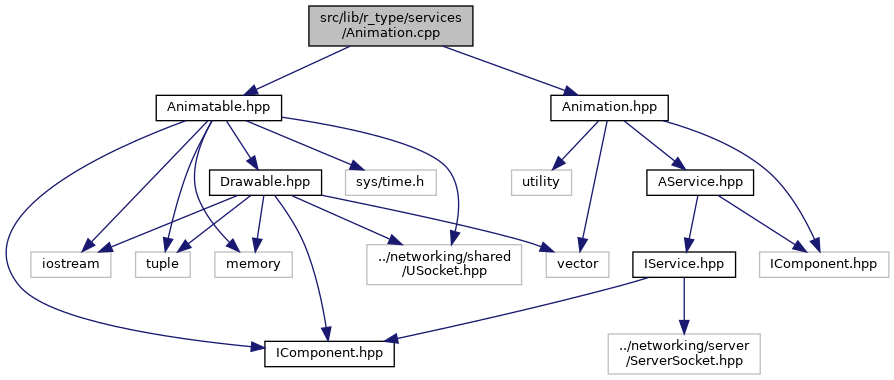 src/lib/r_type/services
/Animation.cpp
Animatable.hpp
Animation.hpp
Drawable.hpp
sys/time.h
utility
AService.hpp
iostream
tuple
memory
../networking/shared
/USocket.hpp
vector
IService.hpp
IComponent.hpp
IComponent.hpp
../networking/server
/ServerSocket.hpp